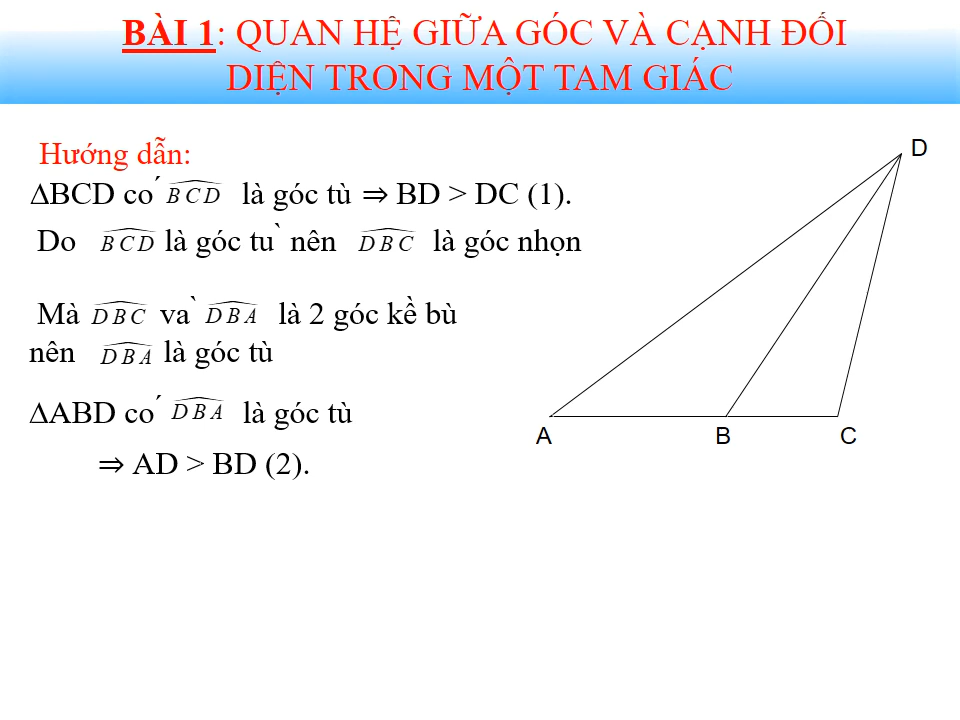 BÀI 1: QUAN HỆ GIỮA GÓC VÀ CẠNH ĐỐI
DIỆN TRONG MỘT TAM GIÁC
Hướng dẫn:
ΔBCD có BCD là góc tù ⇒ BD > DC (1).
Do BCD là góc tù nên DBC là góc nhọn
Mà DBC và DBA là 2 góc kề bù
nên DBA là góc tù
ΔABD có DBA là góc tù
⇒ AD > BD (2).
D
A
B
C